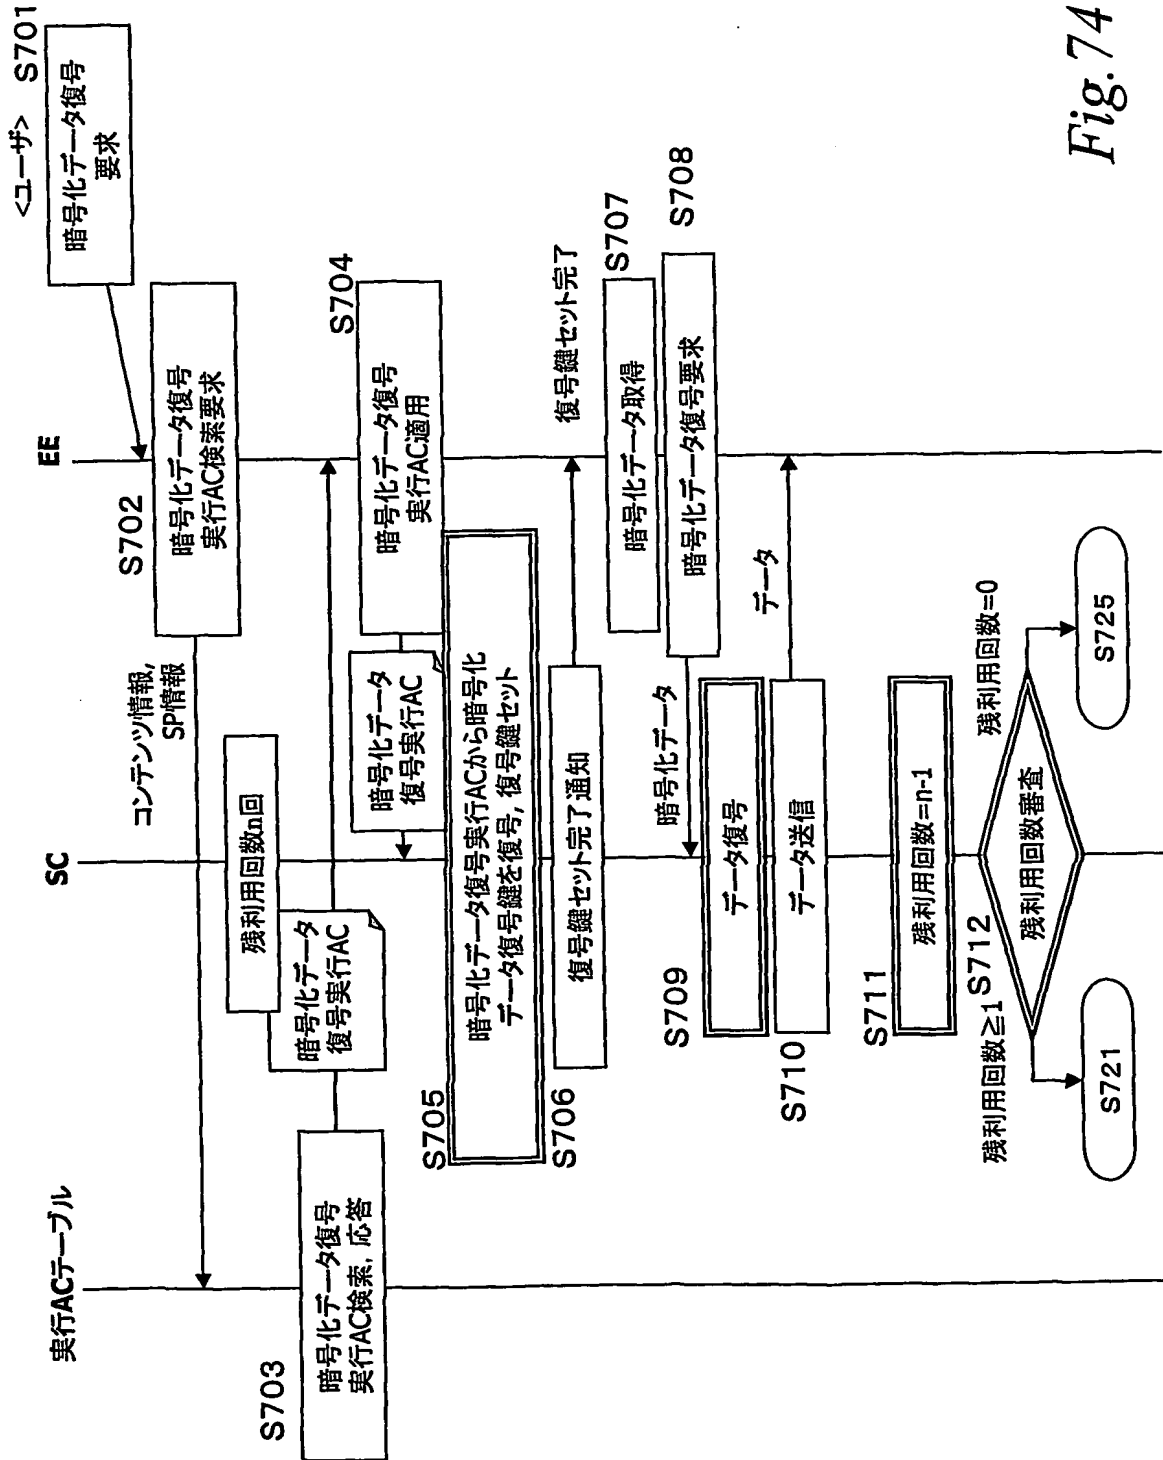 実行ACテーブル
SC
EE
<ユーザ> S701
暗号化データ復号
要求
S702
暗号化データ復号
実行AC検索要求
コンテンツ情報,
SP情報
残利用回数n回
S703
暗号化データ復号
実行AC検索, 応答
暗号化データ
復号実行AC
S704
暗号化データ復号
実行AC適用
暗号化データ
復号実行AC
S705
暗号化データ復号実行ACから暗号化
データ復号鍵を復号, 復号鍵セット
S706
復号鍵セット完了通知
復号鍵セット完了
S707
暗号化データ取得
S708
暗号化データ復号要求
暗号化データ
S709
データ復号
S710
データ送信
データ
S711
残利用回数=n-1
S712
残利用回数審査
残利用回数≧1
残利用回数=0
S721
S725
Fig.74